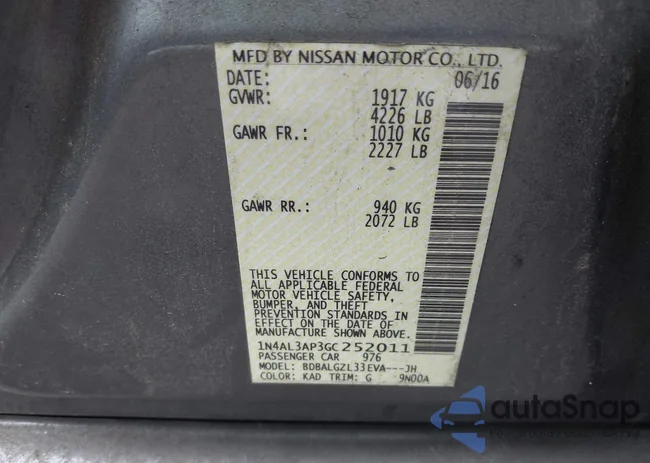 MFD BY NISSAN MOTOR CO., LTD.
DATE: 06/16
GVWR: 1917 KG
4226 LB
GAWR FR.: 1010 KG
2227 LB
GAWR RR.: 940 KG
2072 LB
THIS VEHICLE CONFORMS TO
ALL APPLICABLE FEDERAL
MOTOR VEHICLE SAFETY,
BUMPER, AND THEFT
PREVENTION STANDARDS IN
EFFECT ON THE DATE OF
MANUFACTURE SHOWN ABOVE.
1N4AL3AP3GC252011
PASSENGER CAR 976
MODEL: BDBALGZL33EVA---JH
COLOR: KAD TRIM: G 9N00A
autoSnap